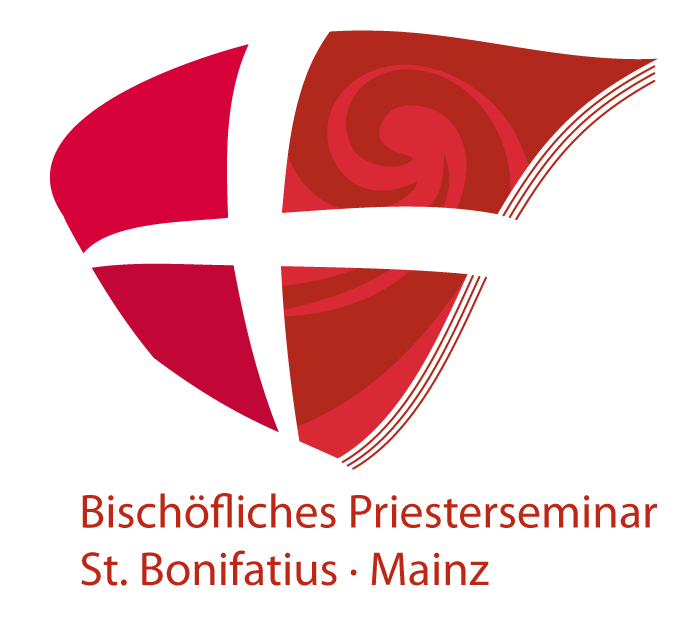 Bischöfliches Priesterseminar
St. Bonifatius · Mainz